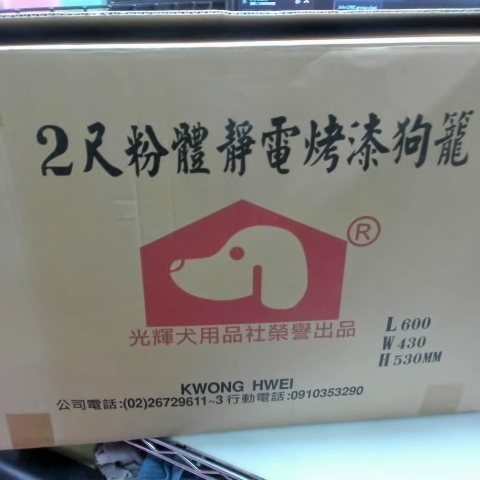 2尺粉體靜電烤漆狗籠
®
光輝犬用品社榮譽出品
L 600
W 430
H 530MM
KWONG HWEI
公司電話:(02)26729611~3 行動電話:0910353290